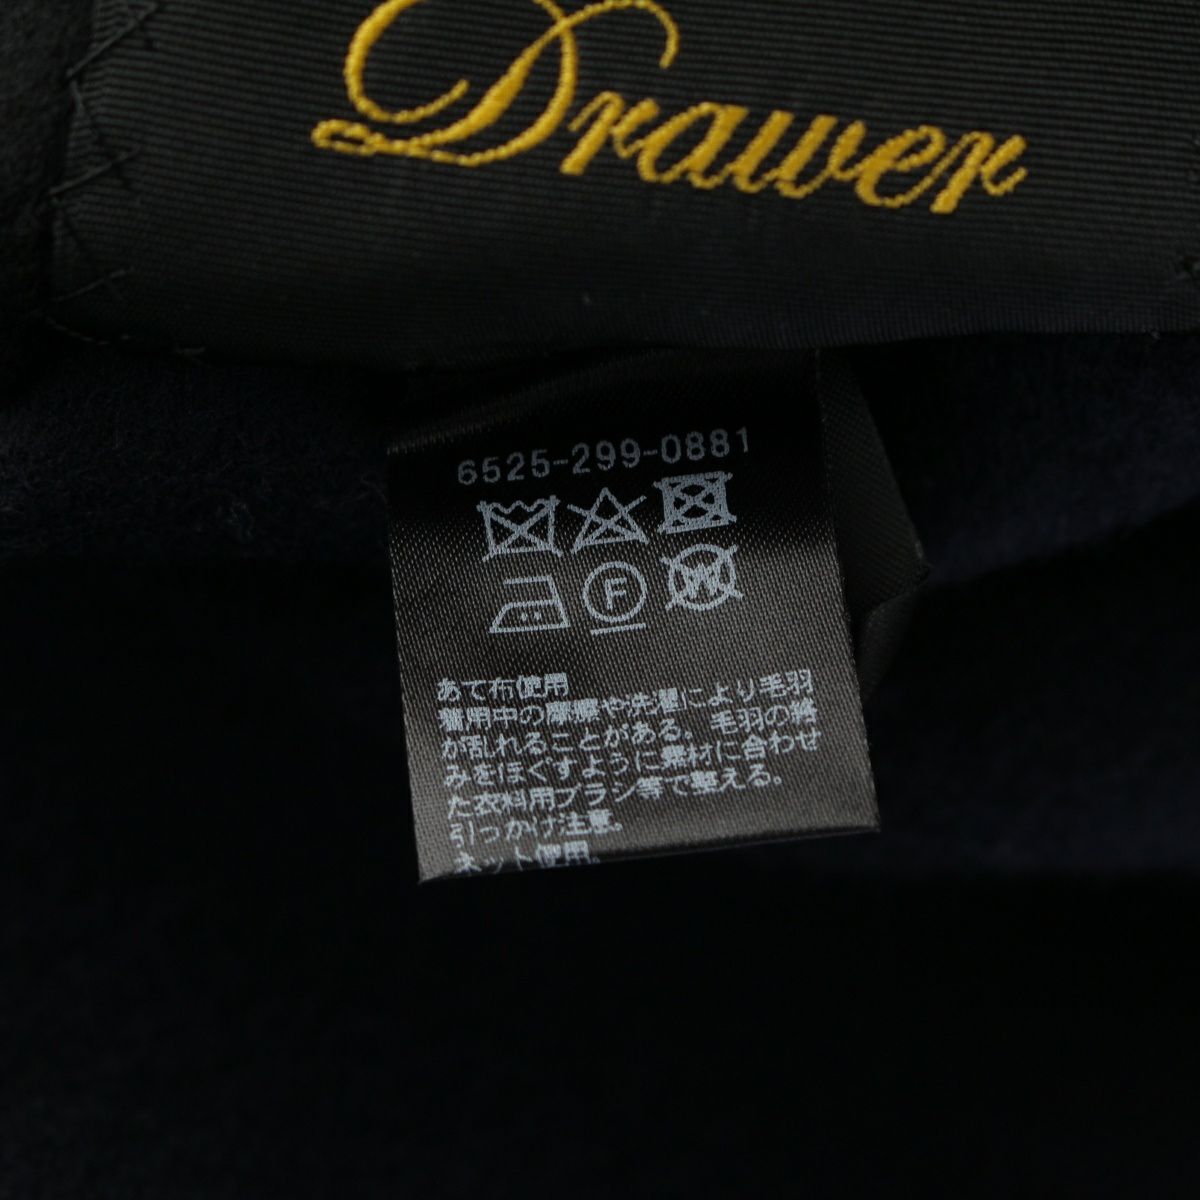 Drawer
6525-299-0881
F
W
あて布使用
着用中の摩擦や洗濯により毛羽
が乱れることがある。毛羽の絡
みをほぐすように素材に合わせ
た衣料用ブラシ等で整える。
引っかけ注意。
ネット使用。